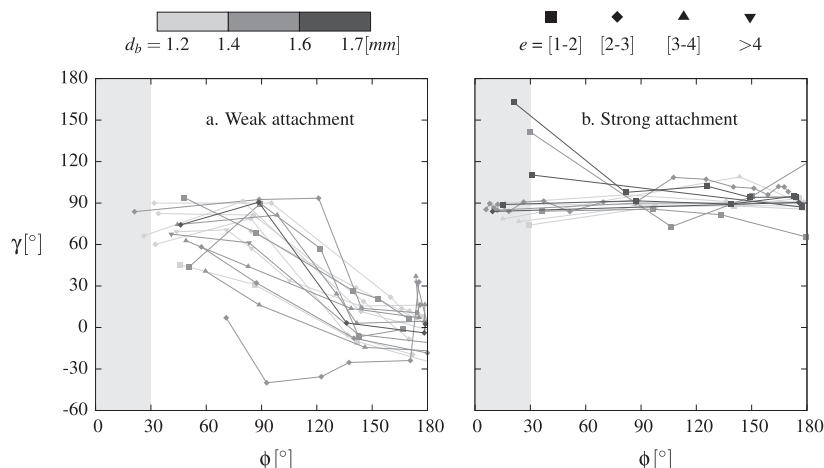 d_b = 1.2 1.4 1.6 1.7[mm]
e = [1-2] [2-3] [3-4] >4
a. Weak attachment
b. Strong attachment
γ[°]
180
150
120
90
60
30
0
-30
-60
0 30 60 90 120 150 180
0 30 60 90 120 150 180
ϕ[°]
ϕ[°]